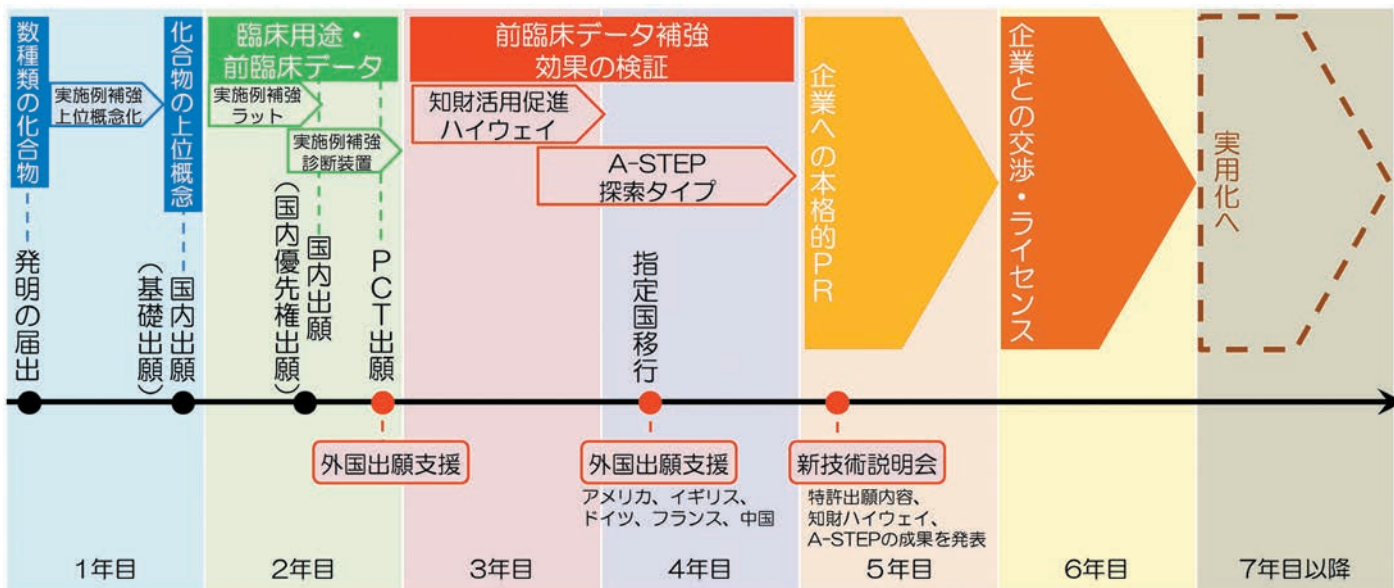 数種類の化合物
実施例補強
上位概念化
化合物の上位概念
臨床用途・
前臨床データ
実施例補強
ラット
実施例補強
診断装置
前臨床データ補強
効果の検証
知財活用促進
ハイウェイ
A-STEP
探索タイプ
企業への本格的PR
企業との交渉・ライセンス
実用化へ
発明の届出
国内出願
(基礎出願)
国内出願
(国内優先権出願)
PCT出願
指定国移行
外国出願支援
外国出願支援
アメリカ、イギリス、
ドイツ、フランス、中国
新技術説明会
特許出願内容、
知財ハイウェイ、
A-STEPの成果を発表
1年目
2年目
3年目
4年目
5年目
6年目
7年目以降